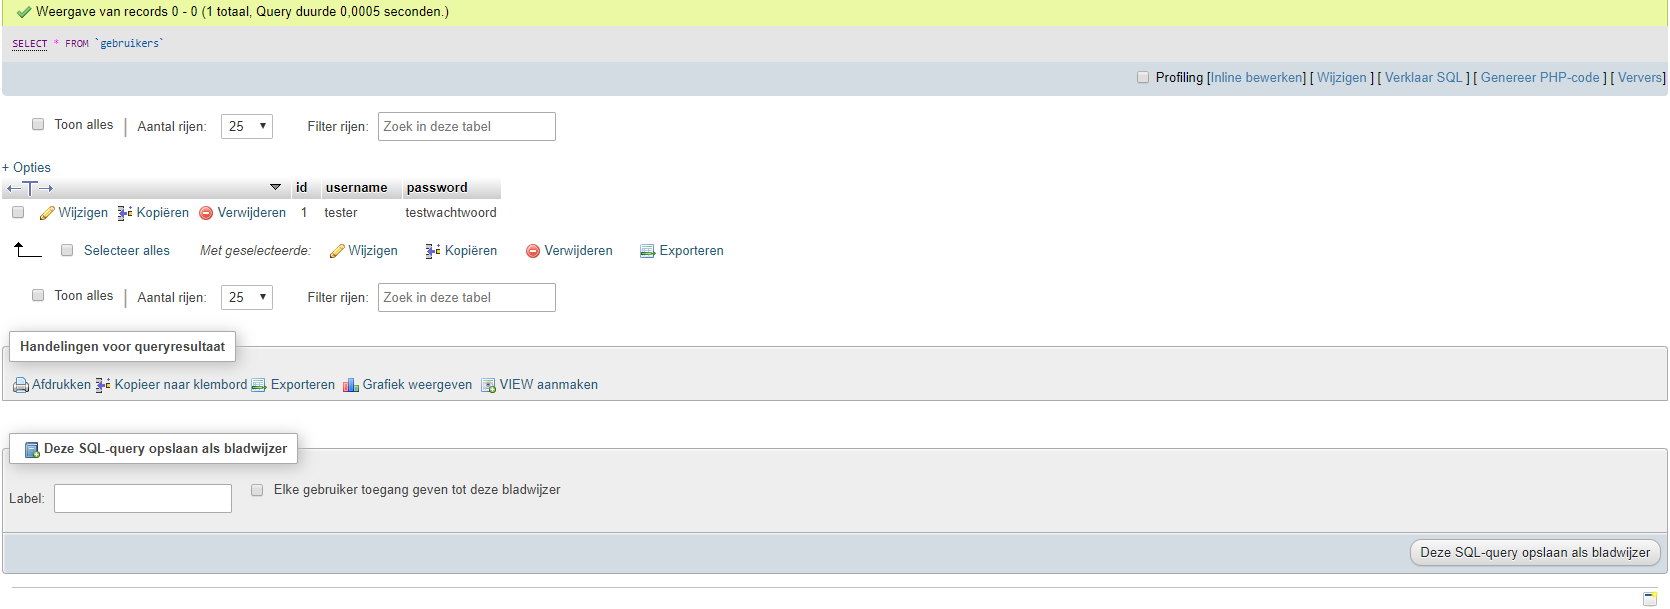 Weergave van records 0 - 0 (1 totaal, Query duurde 0,0005 seconden.)
SELECT * FROM `gebruikers`
Profiling [Inline bewerken] [ Wijzigen ] [ Verklaar SQL ] [ Genereer PHP-code ] [ Ververs]
Toon alles | Aantal rijen: 25 Filter rijen: Zoek in deze tabel
+ Opties
id username password
Wijzigen Kopiëren Verwijderen 1 tester testwachtwoord
Selecteer alles Met geselecteerde: Wijzigen Kopiëren Verwijderen Exporteren
Toon alles | Aantal rijen: 25 Filter rijen: Zoek in deze tabel
Handelingen voor queryresultaat
Afdrukken Kopieer naar klembord Exporteren Grafiek weergeven VIEW aanmaken
Deze SQL-query opslaan als bladwijzer
Label: Elke gebruiker toegang geven tot deze bladwijzer
Deze SQL-query opslaan als bladwijzer